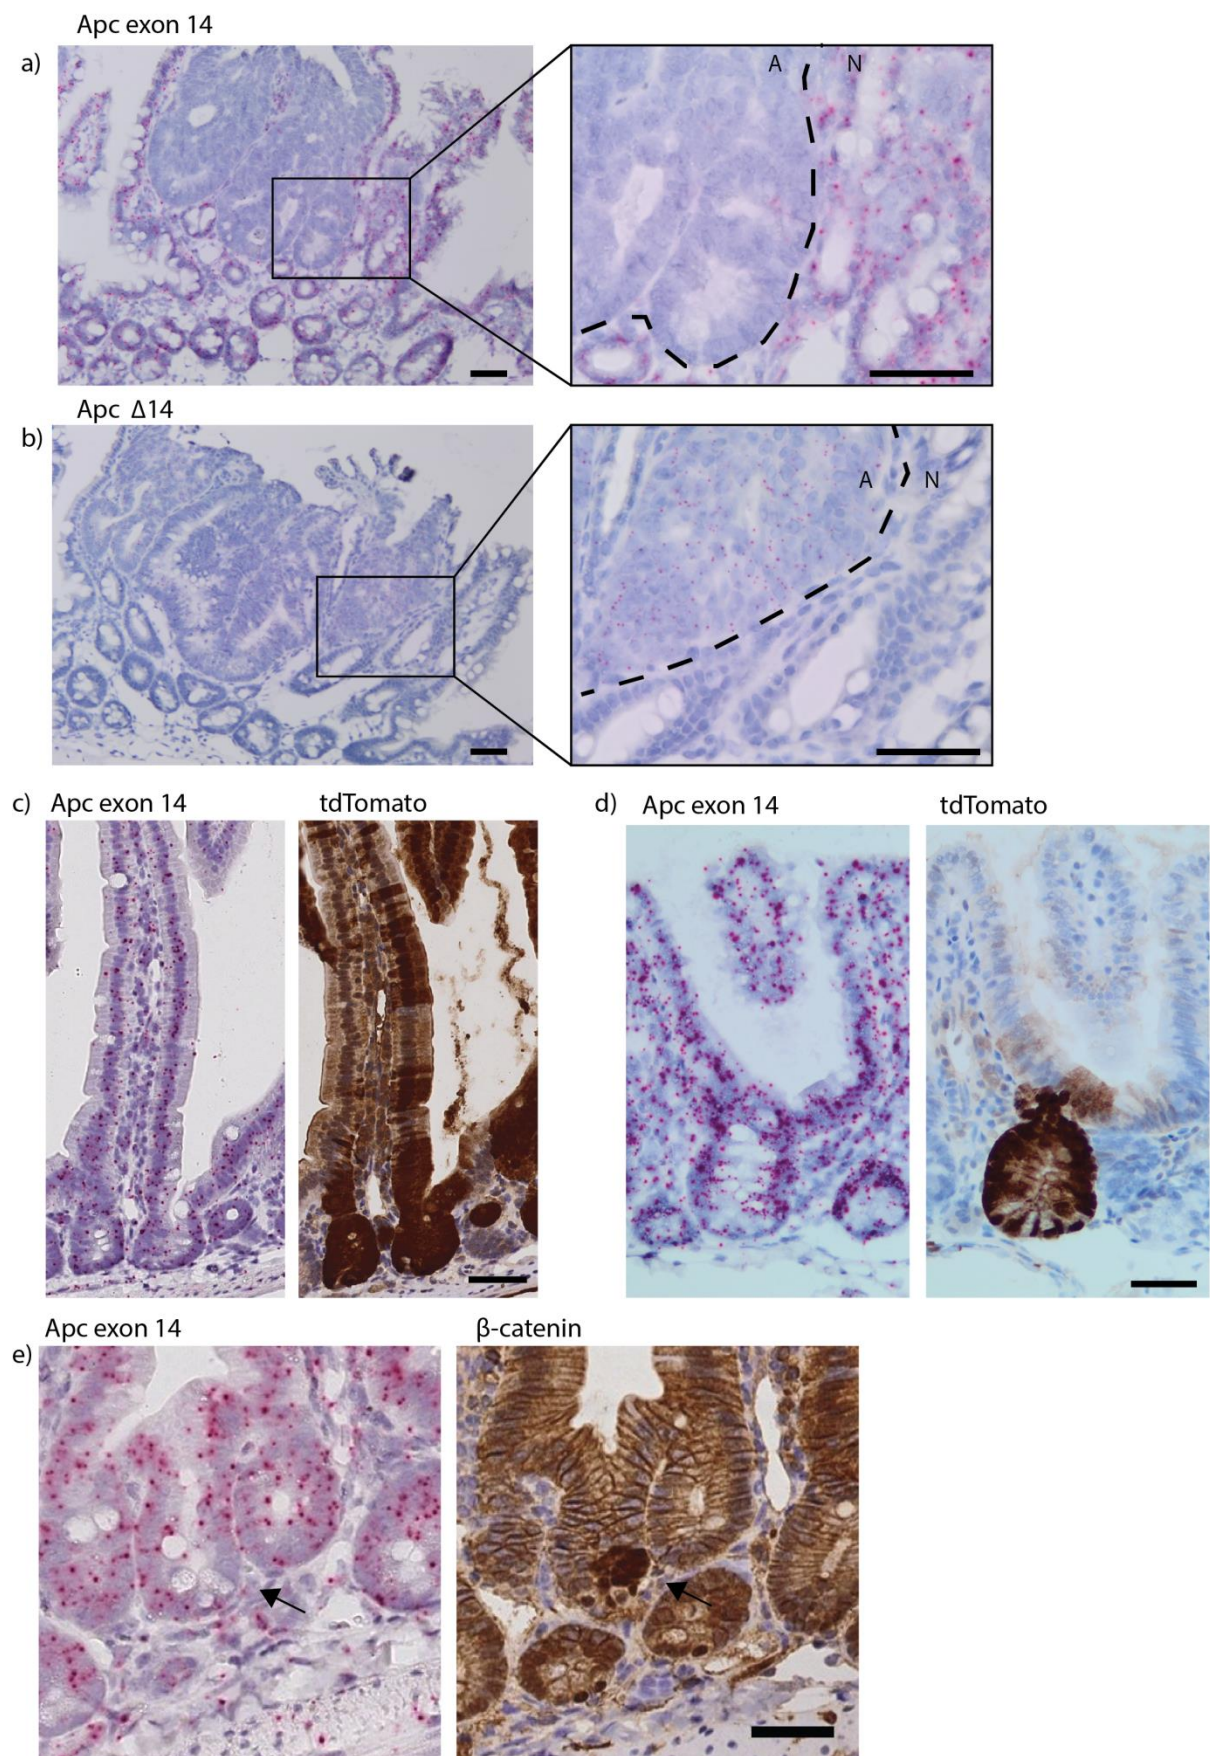 Apc exon 14
a)
A
N
Apc Δ14
b)
A
N
c)
Apc exon 14
tdTomato
d)
Apc exon 14
tdTomato
Apc exon 14
β-catenin
e)